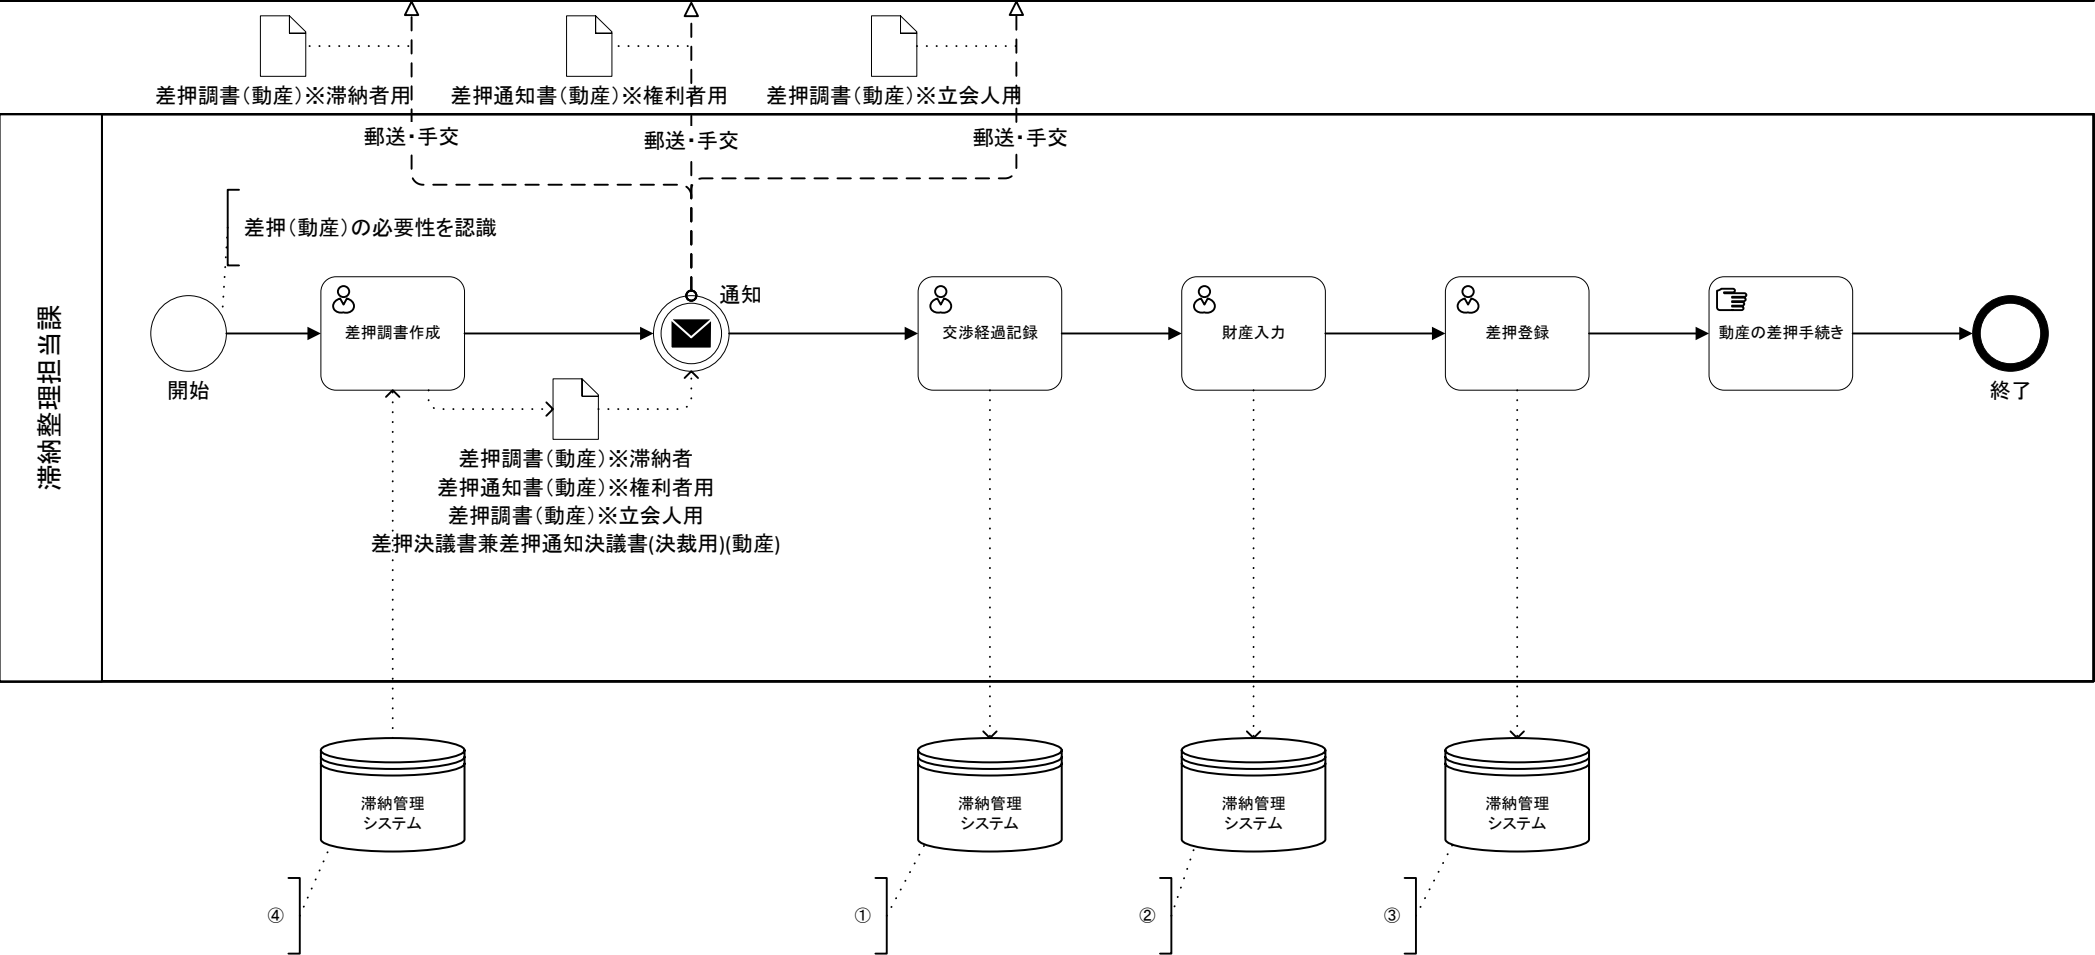 差押調書（動産）※滞納者用
差押通知書（動産）※権利者用
差押調書（動産）※立会人用
郵送・手交
郵送・手交
郵送・手交
滞納整理担当課
差押（動産）の必要性を認識
通知
差押調書作成
交渉経過記録
財産入力
差押登録
動産の差押手続き
開始
終了
差押調書（動産）※滞納者
差押通知書（動産）※権利者用
差押調書（動産）※立会人用
差押決議書兼差押通知決議書(決裁用)(動産)
滞納管理
システム
滞納管理
システム
滞納管理
システム
滞納管理
システム
④
①
②
③